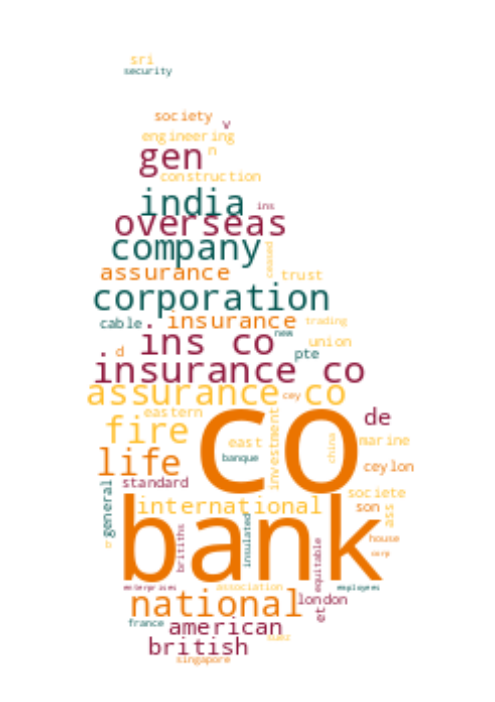 sri
security
society
v
engineering
gen n
construction
india ins
overseas
company ceased
assurance trust
corporation
cable . insurance trading
new
. d ins co union
pte
insurance co
assurance co cey
eastern
fire co de
east investment china marine
life banque ceylon
standard societe
general international son ass
bank
britiths insulated equitable house
corp
enterprises association employees
national london
et
france american
suez
british
singapore